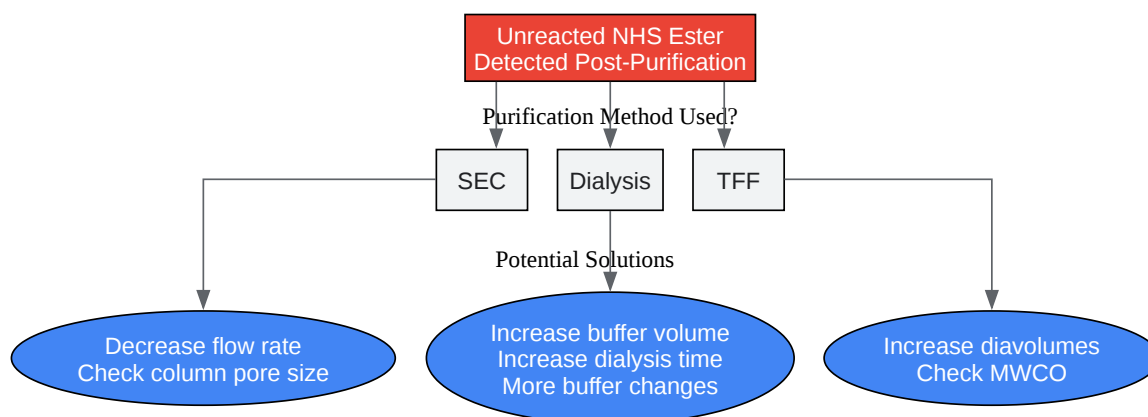 Unreacted NHS Ester
Detected Post-Purification
Purification Method Used?
SEC
Dialysis
TFF
Potential Solutions
Decrease flow rate
Check column pore size
Increase buffer volume
Increase dialysis time
More buffer changes
Increase diavolumes
Check MWCO